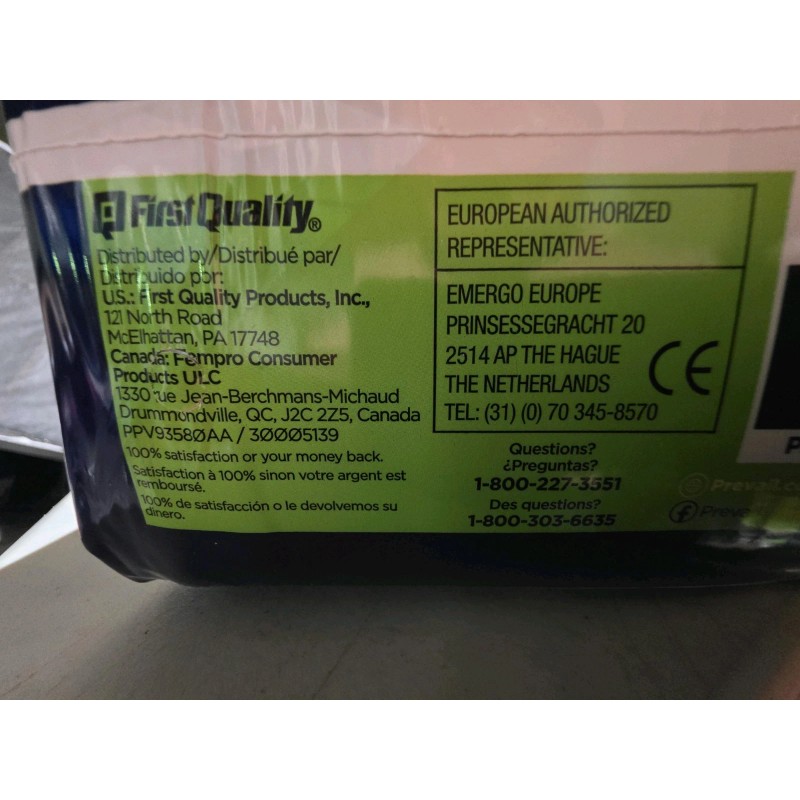 First Quality®
Distributed by/Distribué par/
Distribuido por:
U.S.: First Quality Products, Inc.,
121 North Road
McElhattan, PA 17748
Canada: Fempro Consumer
Products ULC
1330 rue Jean-Berchmans-Michaud
Drummondville, QC, J2C 2Z5, Canada
PPV9358ØAA / 3ØØØ5139
100% satisfaction or your money back.
Satisfaction à 100% sinon votre argent est
remboursé.
100% de satisfacción o le devolvemos su
dinero.
EUROPEAN AUTHORIZED
REPRESENTATIVE:
EMERGO EUROPE
PRINSESSEGRACHT 20
2514 AP THE HAGUE
THE NETHERLANDS
TEL: (31) (0) 70 345-8570
CE
Questions?
¿Preguntas?
1-800-227-3551
Des questions?
1-800-303-6635